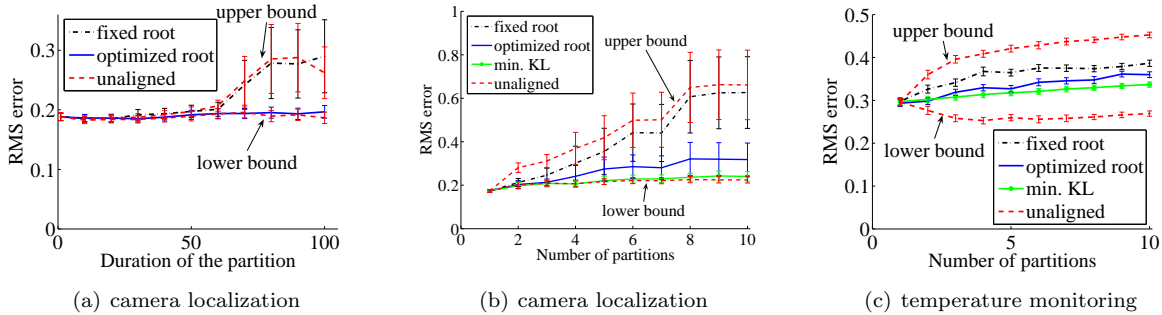 upper bound
fixed root
optimized root
unaligned
lower bound
RMS error
0.3
0.2
0.1
0
0 50 100
Duration of the partition
(a) camera localization
fixed root
optimized root
min. KL
unaligned
upper bound
lower bound
RMS error
1
0.8
0.6
0.4
0.2
0
0 2 4 6 8 10
Number of partitions
(b) camera localization
upper bound
lower bound
fixed root
optimized root
min. KL
unaligned
RMS error
0.5
0.4
0.3
0.2
0.1
0 5 10
Number of partitions
(c) temperature monitoring